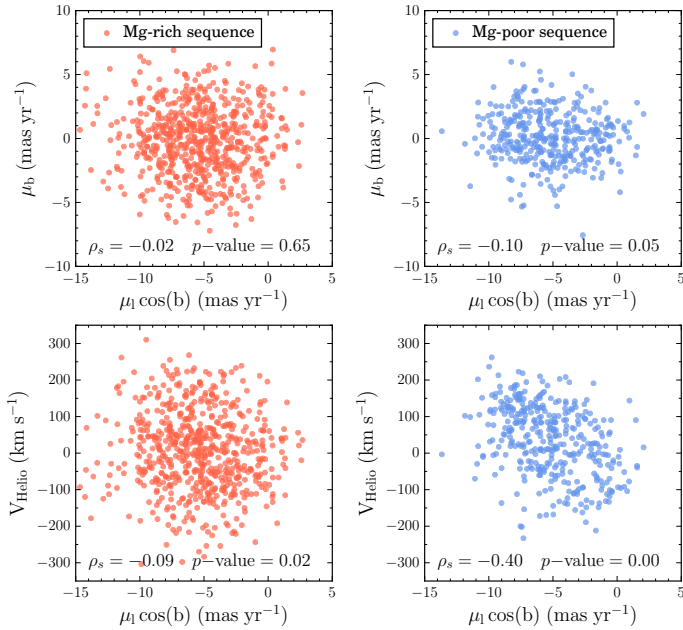 Mg-rich sequence
10
5
0
−5
−10
μb (mas yr−1)
ρs = −0.02 p−value = 0.65
−10 −5 0 5
μl cos(b) (mas yr−1)
Mg-poor sequence
10
5
0
−5
−10
μb (mas yr−1)
ρs = −0.10 p−value = 0.05
−15 −10 −5 0 5
μl cos(b) (mas yr−1)
300
200
100
0
−100
−200
−300
VHelio (km s−1)
ρs = −0.09 p−value = 0.02
−15 −10 −5 0 5
μl cos(b) (mas yr−1)
300
200
100
0
−100
−200
−300
VHelio (km s−1)
ρs = −0.40 p−value = 0.00
−15 −10 −5 0 5
μl cos(b) (mas yr−1)